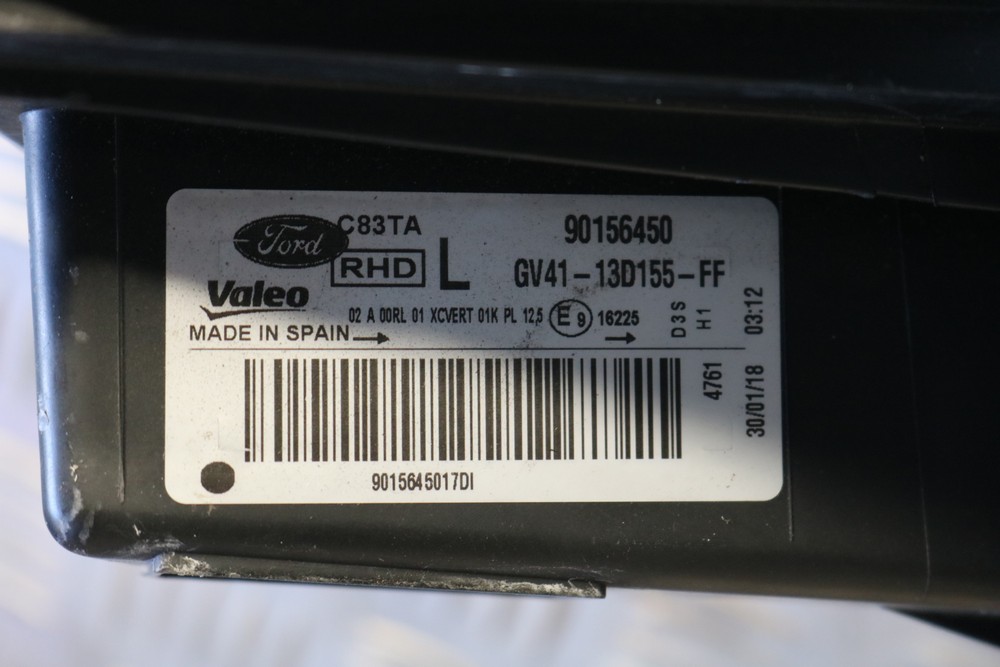 Ford C83TA 90156450
RHD L GV41-13D155-FF
Valeo 02 A 00RL 01 XCVERT 01K PL 12,5 E9 16225
MADE IN SPAIN
D3S
H1
4761
30/01/18 03:12
9015645017DI